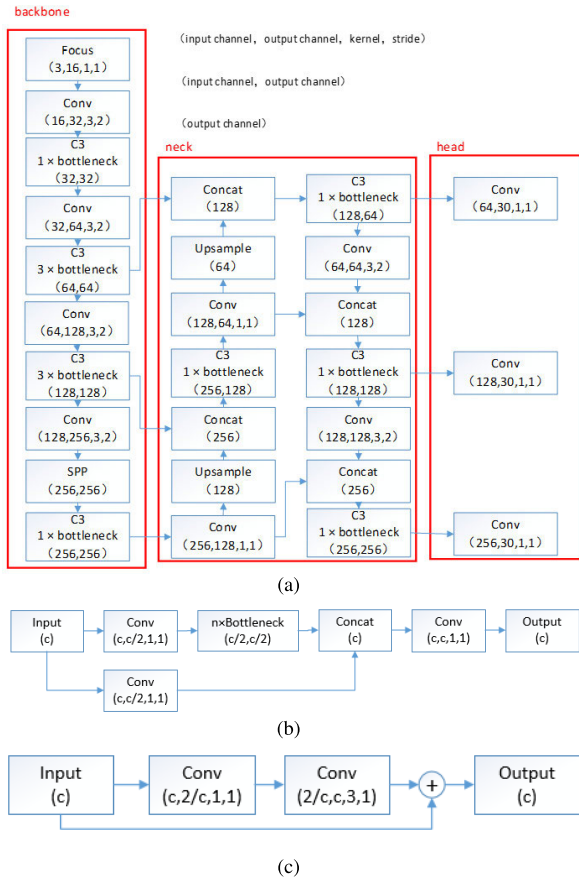 backbone
(input channel, output channel, kernel, stride)
(input channel, output channel)
(output channel)
Focus
(3,16,1,1)
Conv
(16,32,3,2)
C3
1 × bottleneck
(32,32)
Conv
(32,64,3,2)
C3
3 × bottleneck
(64,64)
Conv
(64,128,3,2)
C3
3 × bottleneck
(128,128)
Conv
(128,256,3,2)
SPP
(256,256)
C3
1 × bottleneck
(256,256)
neck
Concat
(128)
Upsample
(64)
Conv
(128,64,1,1)
C3
1 × bottleneck
(256,128)
Concat
(256)
Upsample
(128)
Conv
(256,128,1,1)
C3
1 × bottleneck
(128,64)
Conv
(64,64,3,2)
Concat
(128)
C3
1 × bottleneck
(128,128)
Conv
(128,128,3,2)
Concat
(256)
C3
1 × bottleneck
(256,256)
head
Conv
(64,30,1,1)
Conv
(128,30,1,1)
Conv
(256,30,1,1)
(a)
Input
(c)
Conv
(c,c/2,1,1)
n×Bottleneck
(c/2,c/2)
Concat
(c)
Conv
(c,c,1,1)
Output
(c)
Conv
(c,c/2,1,1)
(b)
Input
(c)
Conv
(c,2/c,1,1)
Conv
(2/c,c,3,1)
+
Output
(c)
(c)